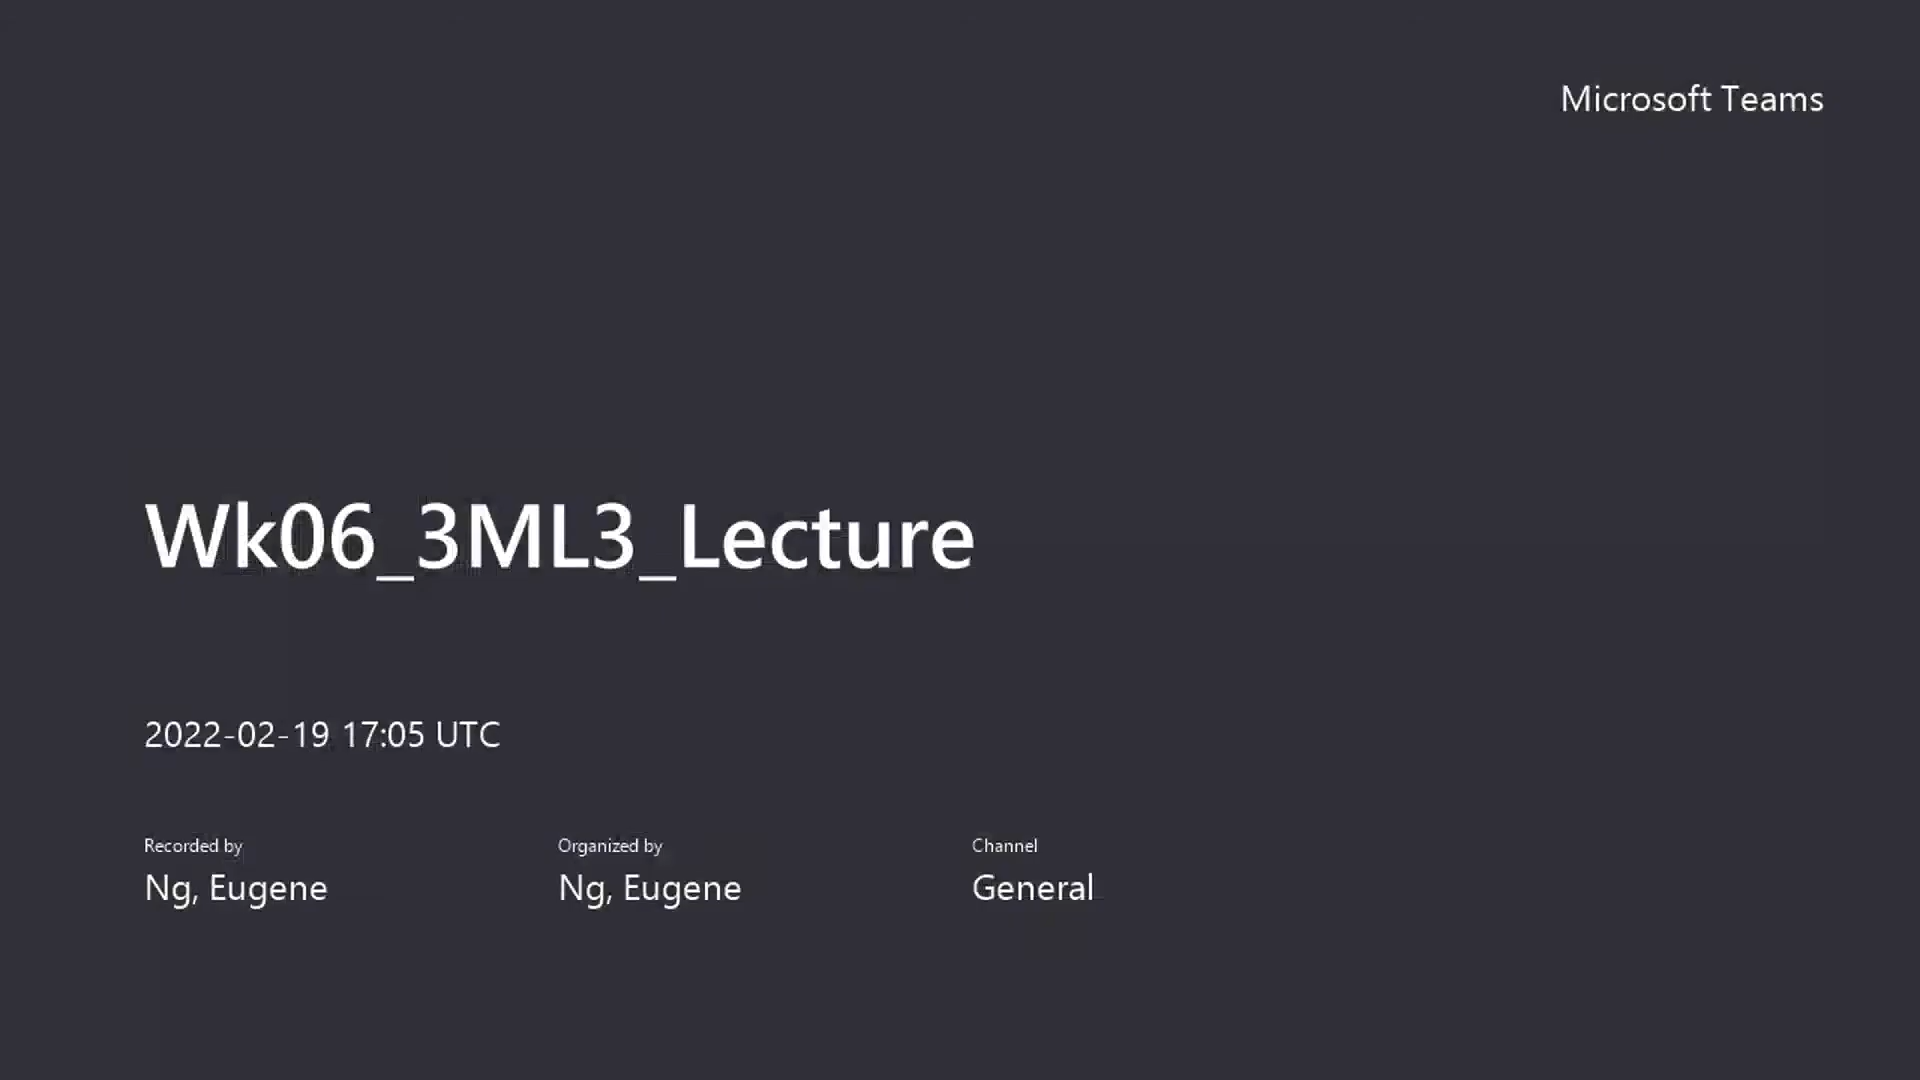 Microsoft Teams
Wk06_3ML3_Lecture
2022-02-19 17:05 UTC
Recorded by
Ng, Eugene
Organized by
Ng, Eugene
Channel
General